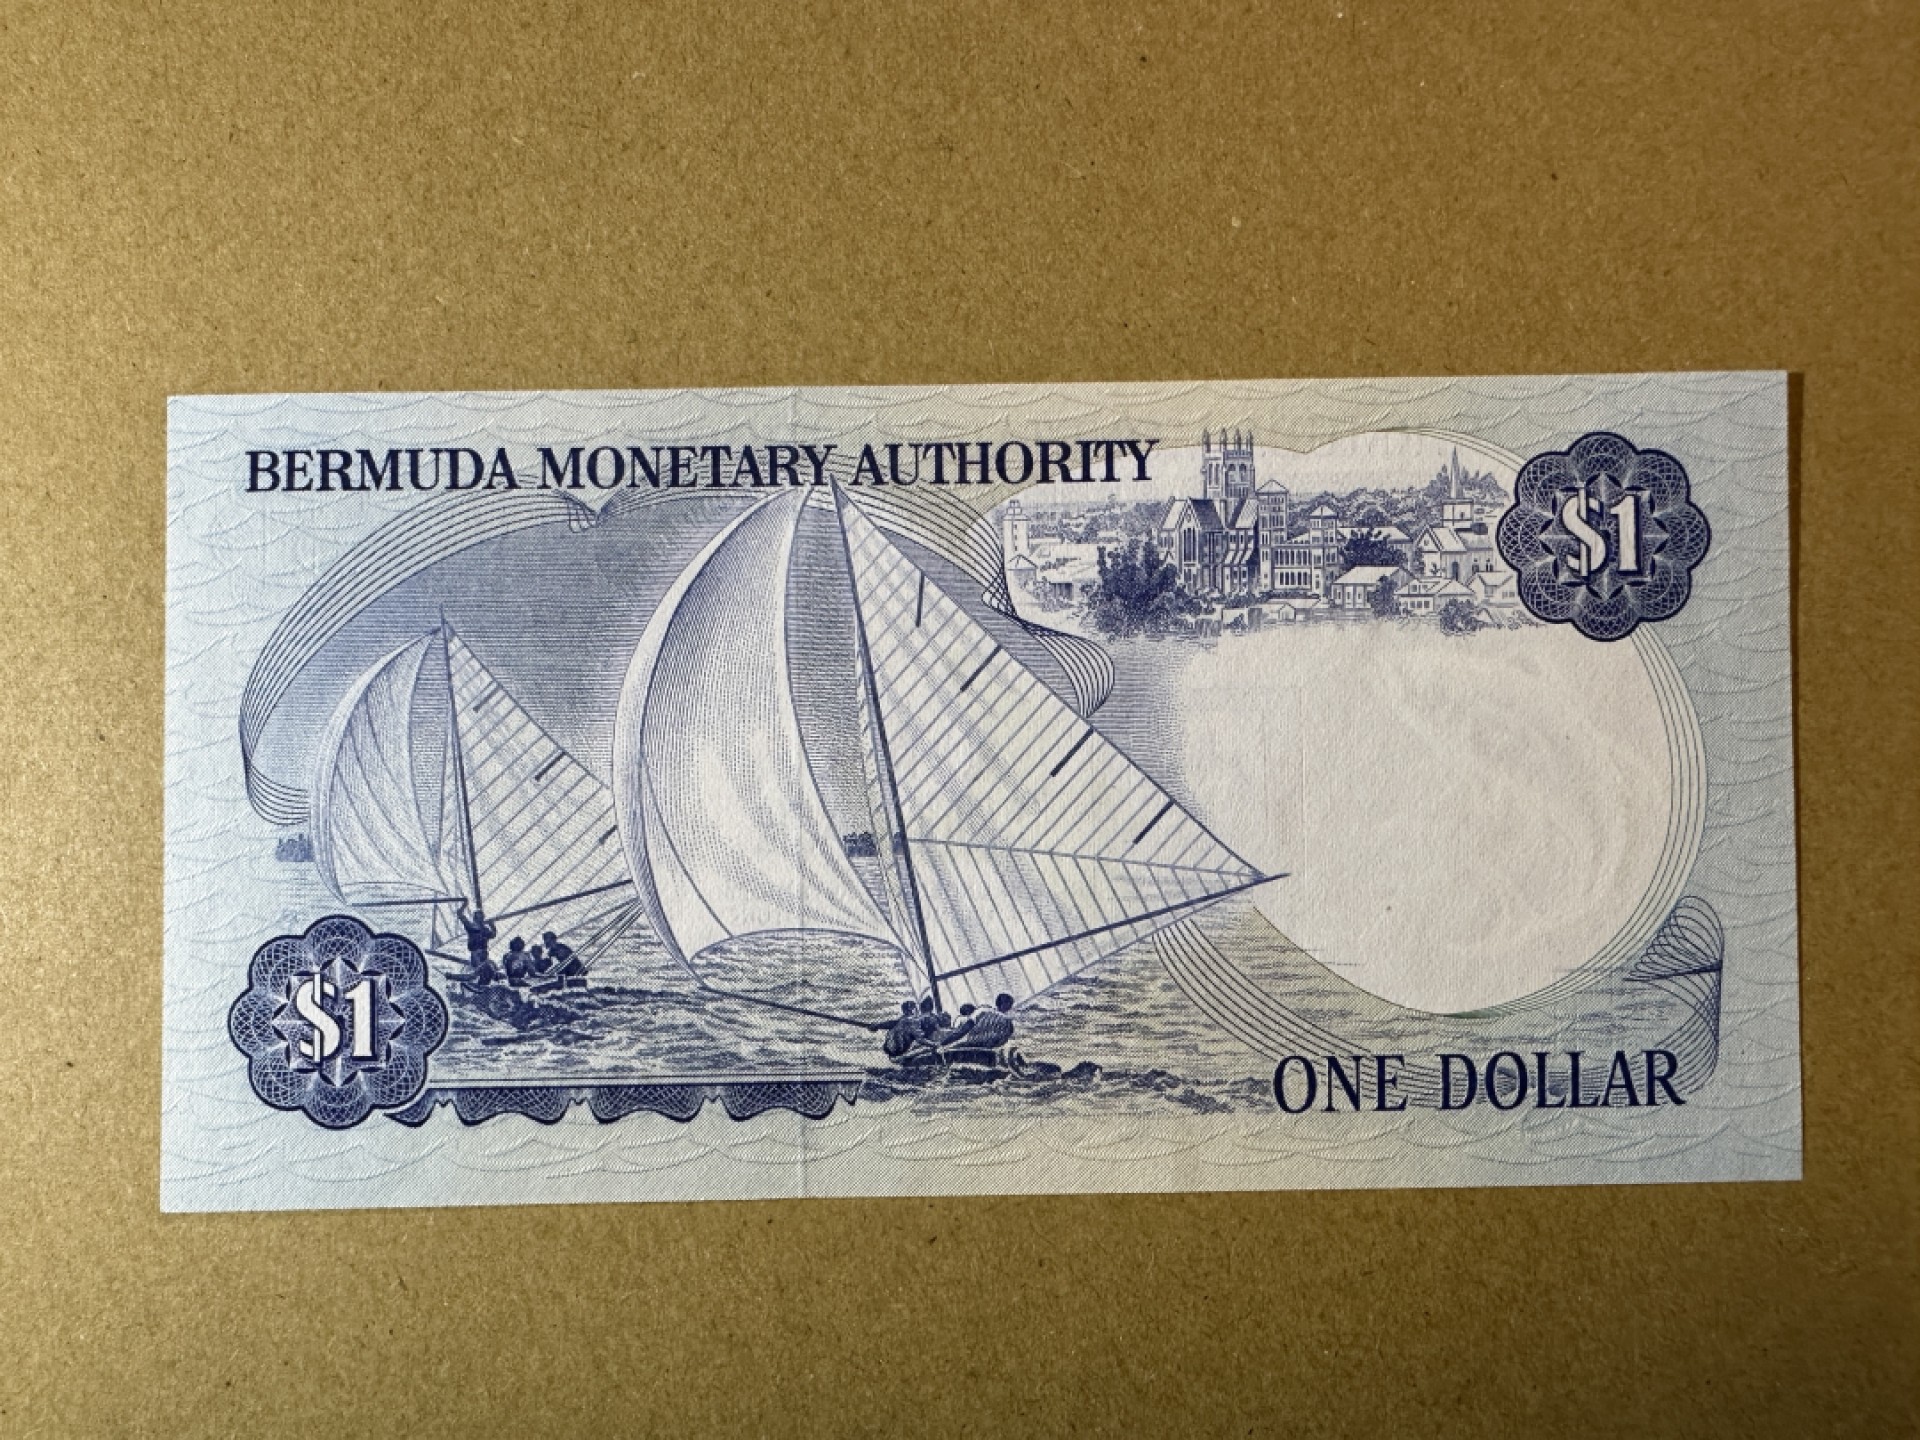 BERMUDA MONETARY AUTHORITY
$1
$1
ONE DOLLAR